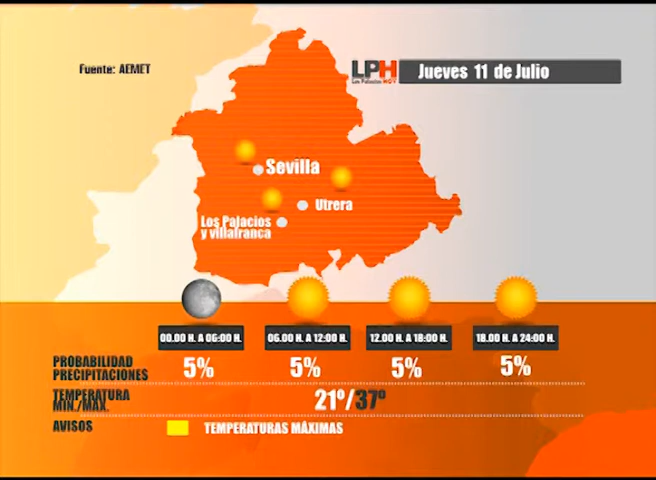 Fuente: AEMET
LPH
Los Palacios HOY
Jueves 11 de Julio
Sevilla
Utrera
Los Palacios
y villafranca
00.00 H. A 06:00 H.
06.00 H. A 12:00 H.
12.00 H. A 18:00 H.
18.00 H. A 24:00 H.
PROBABILIDAD
PRECIPITACIONES
5%
5%
5%
5%
TEMPERATURA
MIN./MAX.
21º/37º
AVISOS
TEMPERATURAS MÁXIMAS